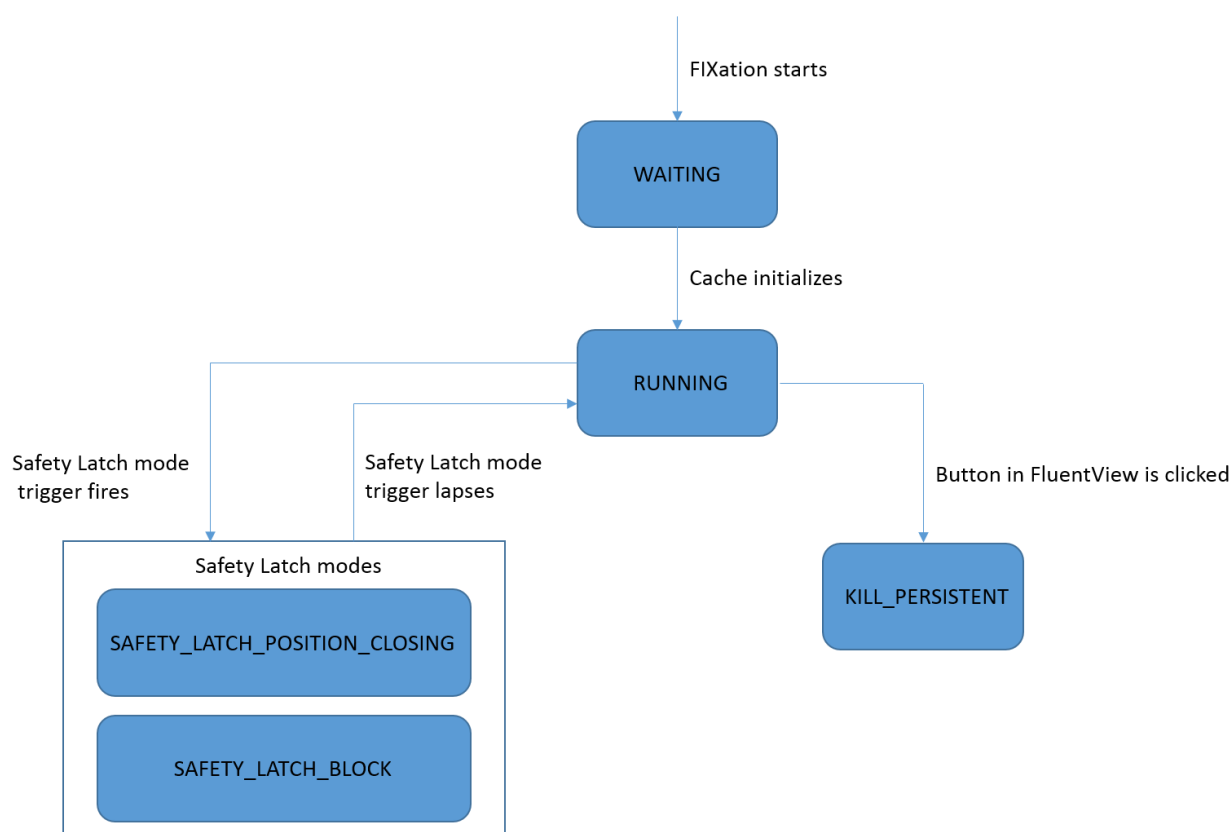 FIXation starts
WAITING
Cache initializes
RUNNING
Safety Latch mode
trigger fires
Safety Latch mode
trigger lapses
Button in FluentView is clicked
Safety Latch modes
SAFETY_LATCH_POSITION_CLOSING
SAFETY_LATCH_BLOCK
KILL_PERSISTENT